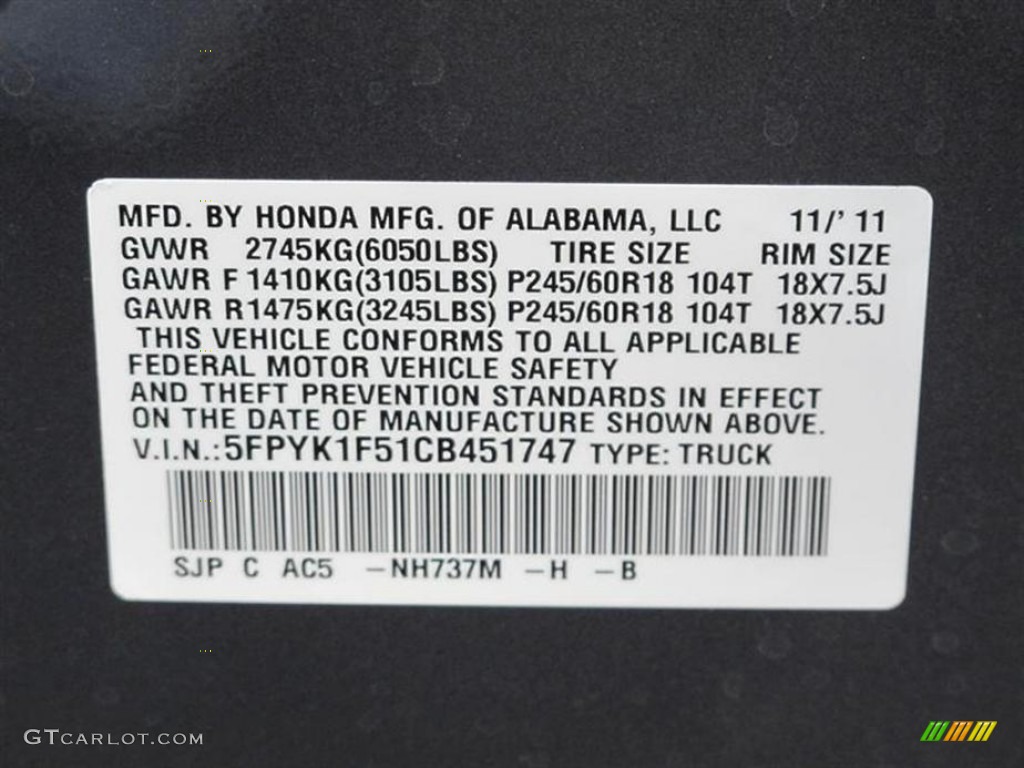 MFD. BY HONDA MFG. OF ALABAMA, LLC 11/' 11
GVWR 2745KG(6050LBS) TIRE SIZE RIM SIZE
GAWR F 1410KG(3105LBS) P245/60R18 104T 18X7.5J
GAWR R1475KG(3245LBS) P245/60R18 104T 18X7.5J
THIS VEHICLE CONFORMS TO ALL APPLICABLE
FEDERAL MOTOR VEHICLE SAFETY
AND THEFT PREVENTION STANDARDS IN EFFECT
ON THE DATE OF MANUFACTURE SHOWN ABOVE.
V.I.N.:5FPYK1F51CB451747 TYPE: TRUCK
SJP C AC5 -NH737M -H -B
GTCARLOT.COM